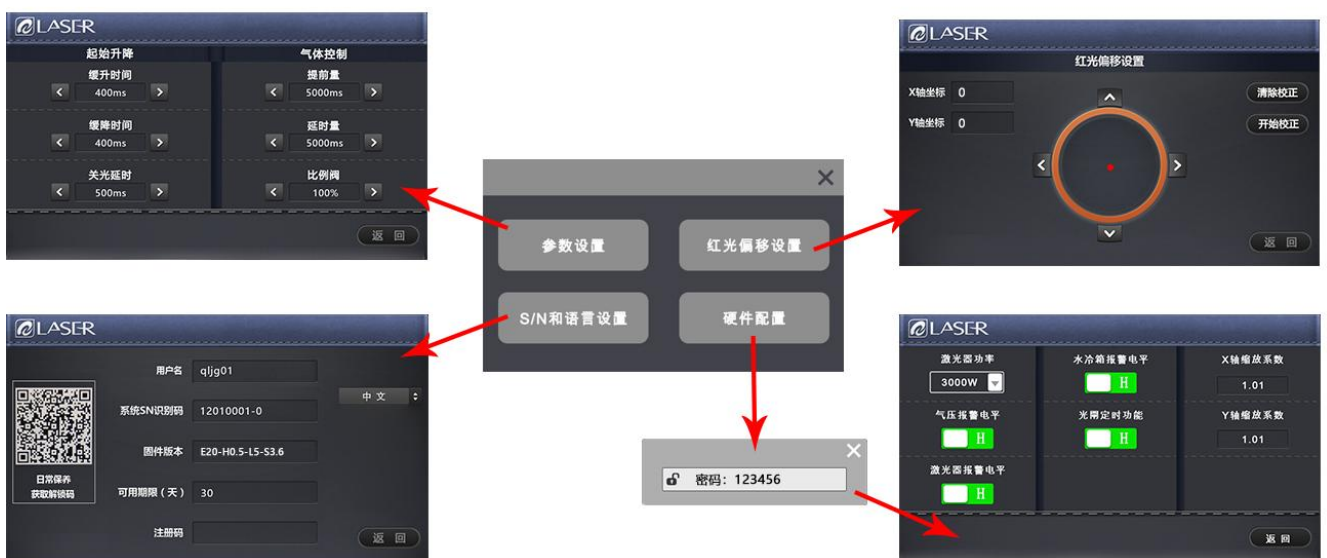 LASER
起始升降
气体控制
缓升时间
400ms
提前量
5000ms
缓降时间
400ms
延时量
5000ms
关光延时
500ms
比例阀
100%
返 回
LASER
红光偏移设置
X轴坐标 0
Y轴坐标 0
清除校正
开始校正
返 回
参数设置
红光偏移设置
S/N和语言设置
硬件配置
密码：123456
LASER
用户名 qljg01
中 文
系统SN识别码 12010001-0
固件版本 E20-H0.5-L5-S3.6
日常保养
获取解锁码
可用期限（天） 30
注册码
返 回
LASER
激光器功率
水冷箱报警电平
X轴缩放系数
3000W
H
1.01
气压报警电平
光闸定时功能
Y轴缩放系数
H
H
1.01
激光器报警电平
H
返 回